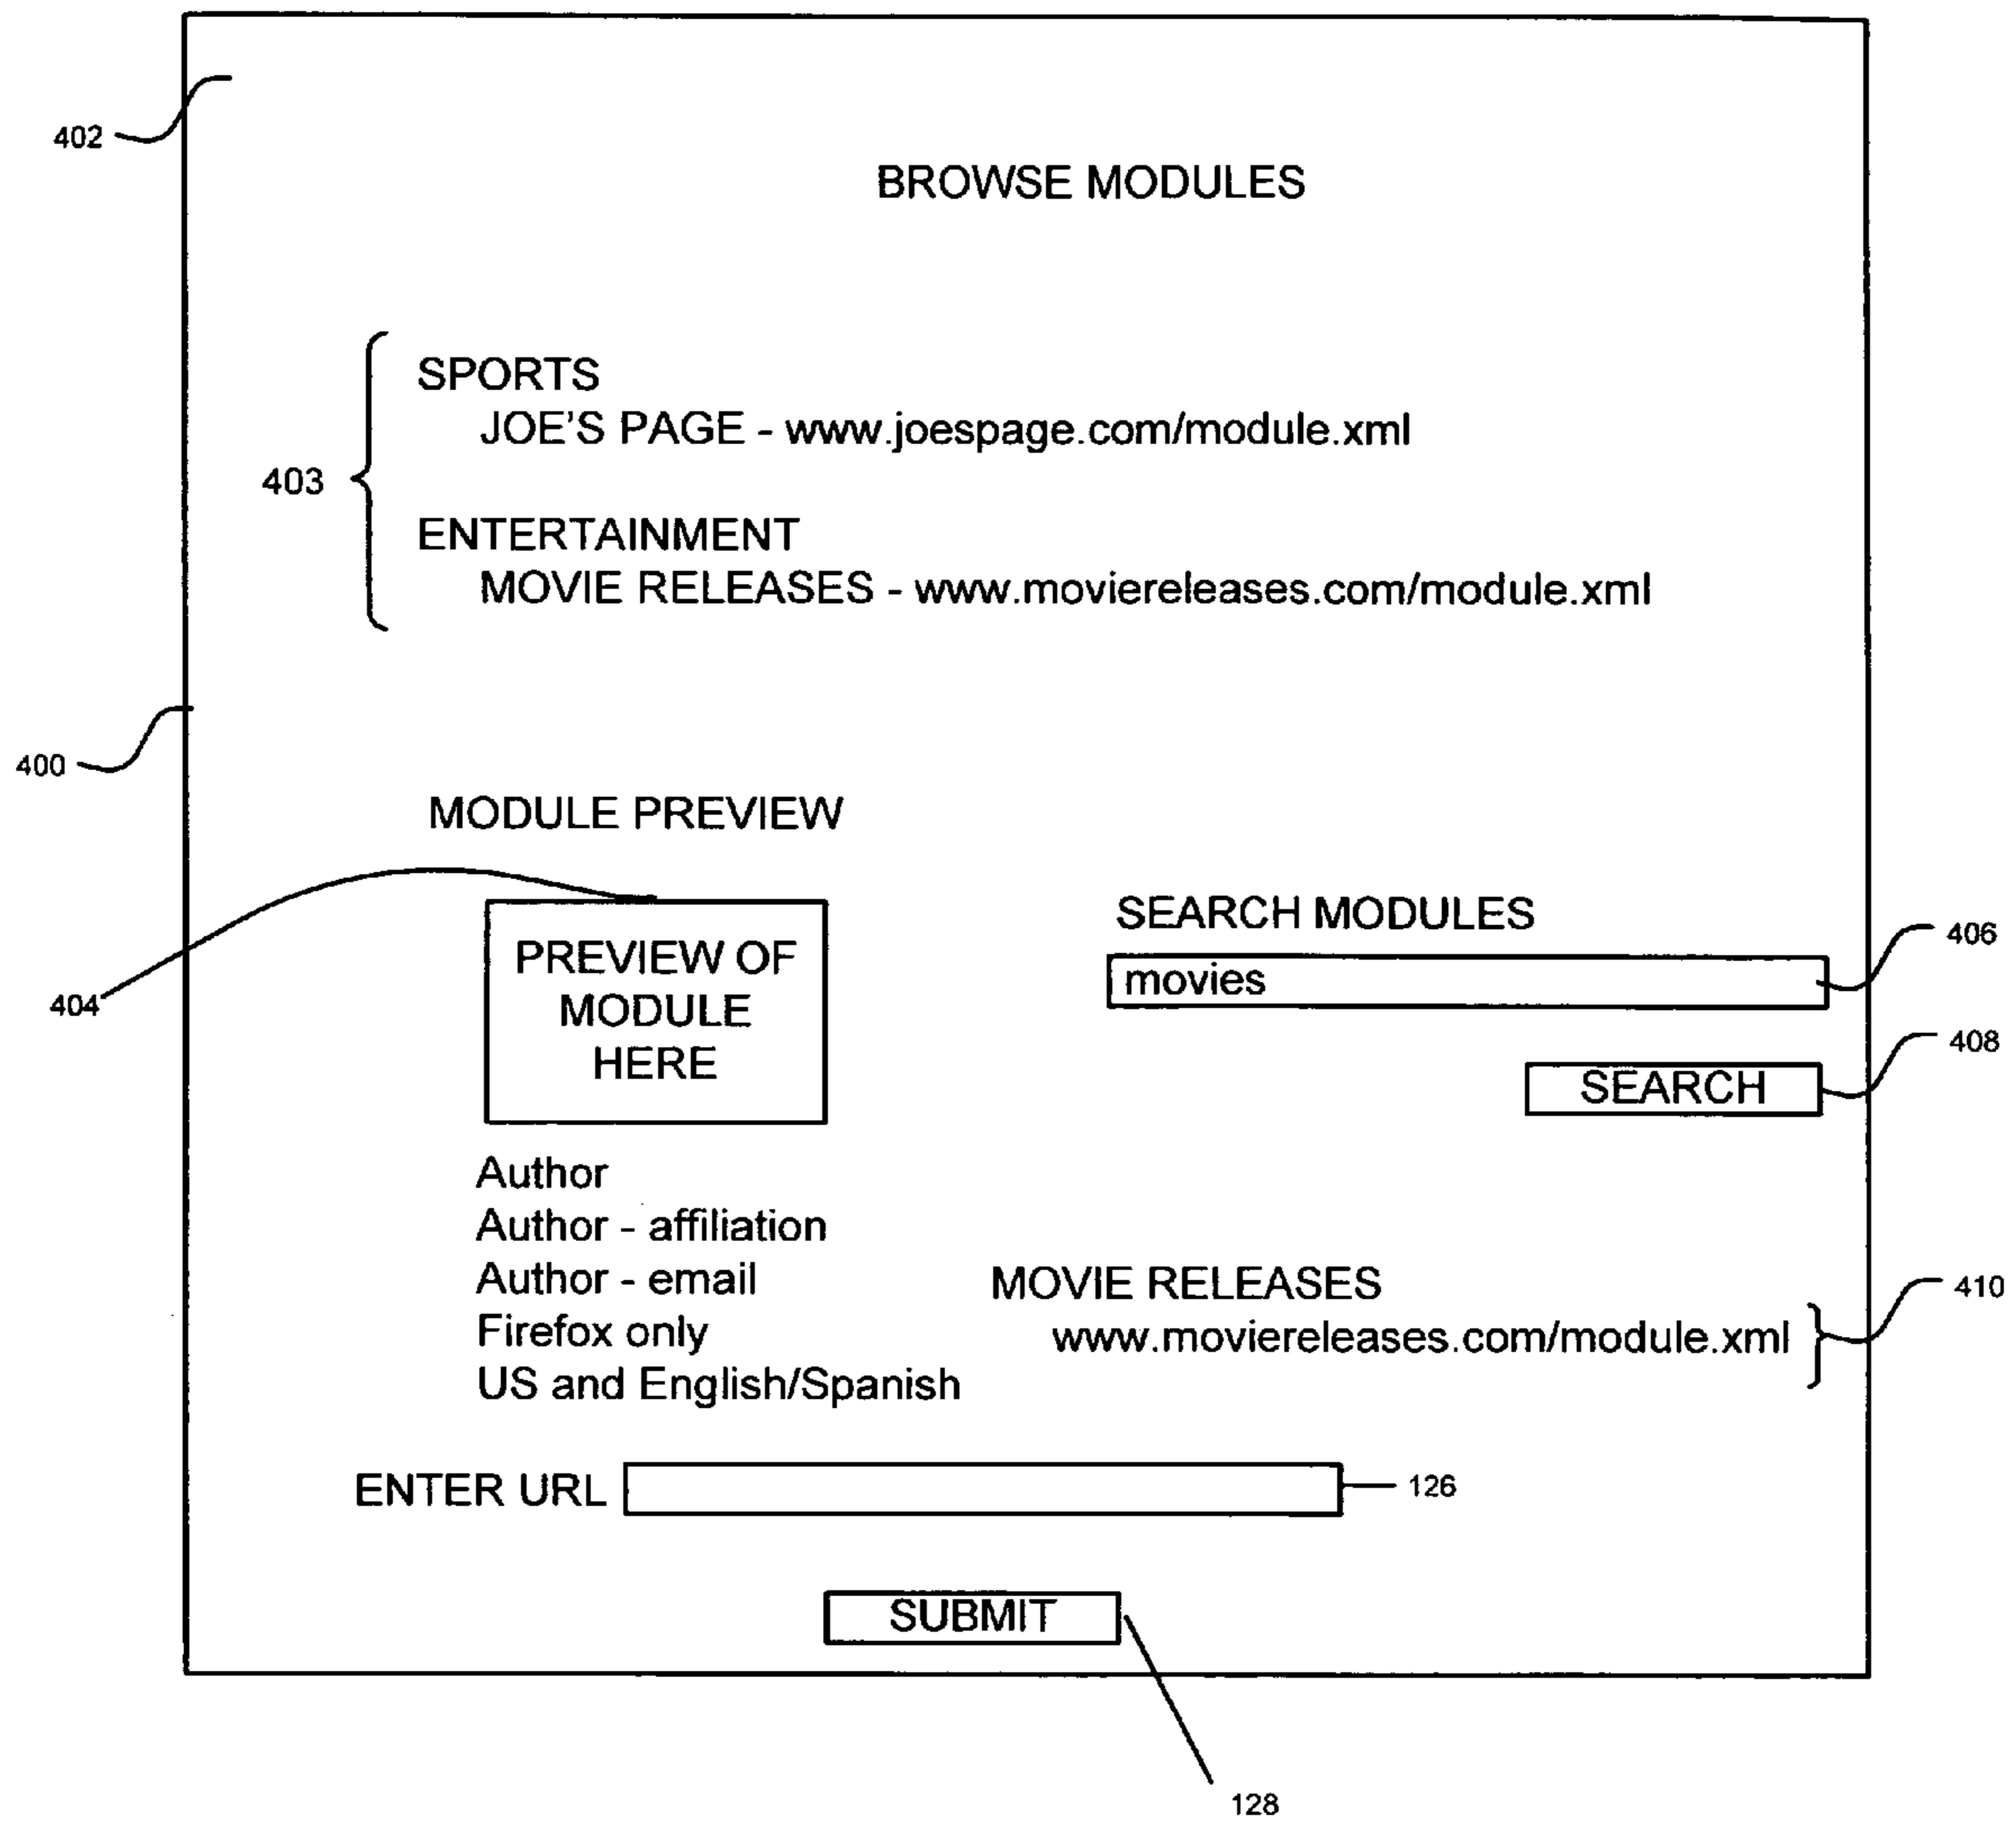 402
BROWSE MODULES
SPORTS
JOE'S PAGE - www.joespage.com/module.xml
403
ENTERTAINMENT
MOVIE RELEASES - www.moviereleases.com/module.xml
400
MODULE PREVIEW
404
PREVIEW OF
MODULE
HERE
SEARCH MODULES
movies
406
SEARCH
408
Author
Author - affiliation
Author - email
Firefox only
US and English/Spanish
MOVIE RELEASES
www.moviereleases.com/module.xml
410
ENTER URL
126
SUBMIT
128